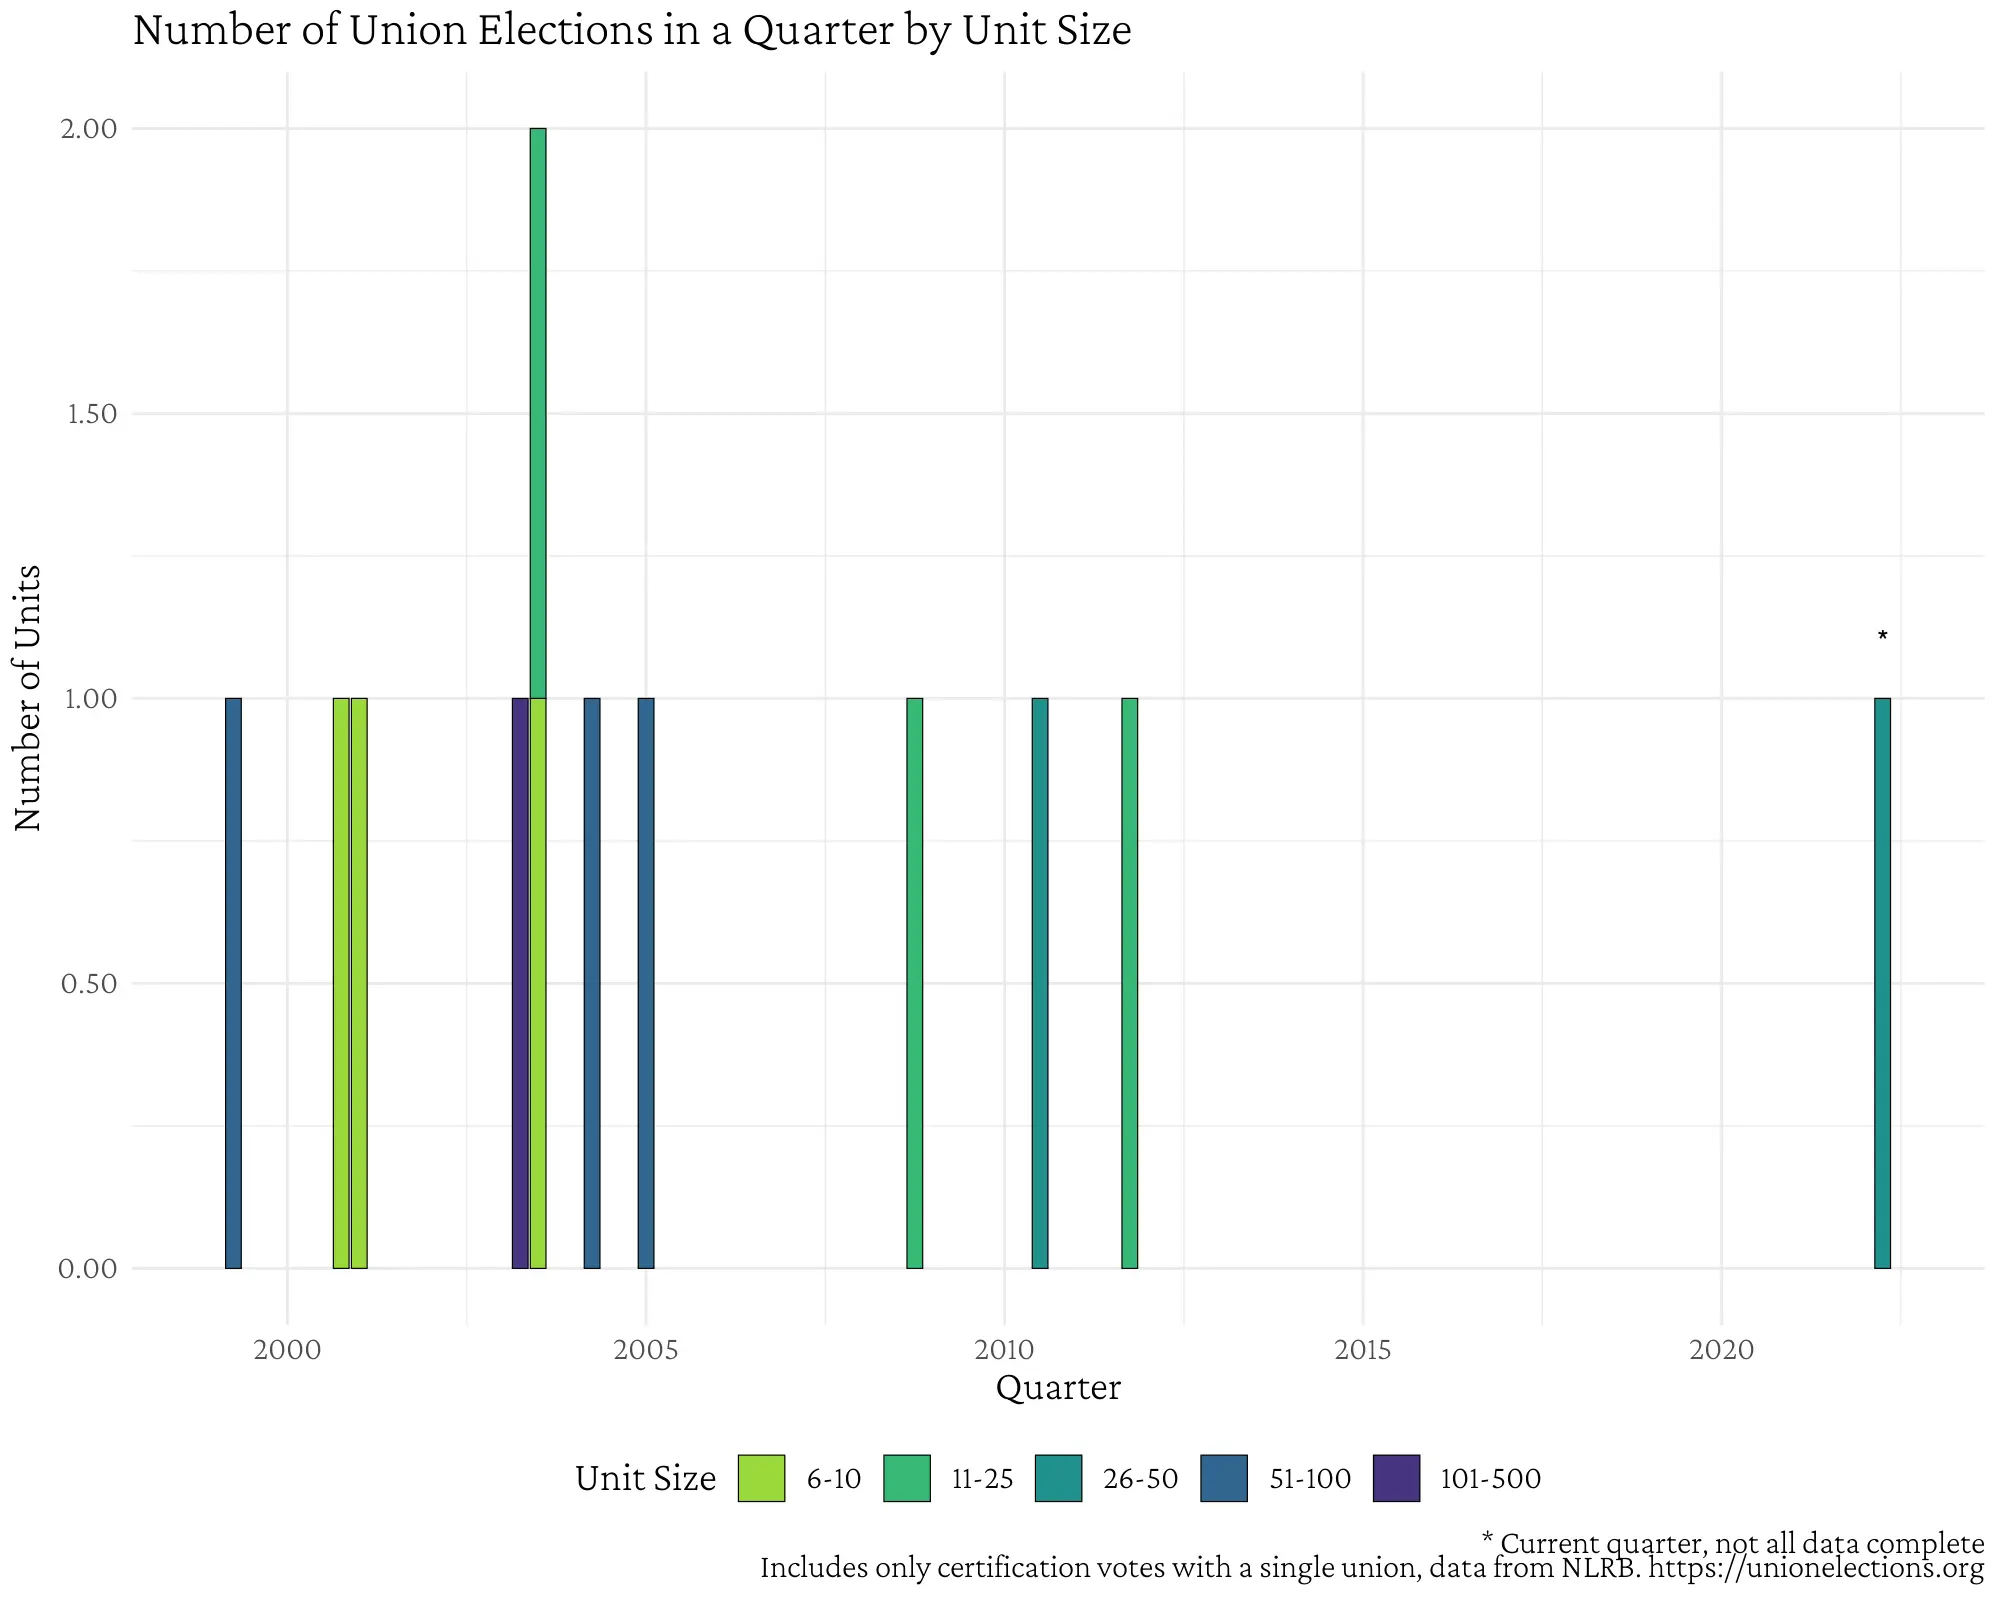 Number of Union Elections in a Quarter by Unit Size
Number of Units
2.00
1.50
1.00
0.50
0.00
*
2000 2005 2010 2015 2020
Quarter
Unit Size 6-10 11-25 26-50 51-100 101-500
* Current quarter, not all data complete
Includes only certification votes with a single union, data from NLRB. https://unionelections.org